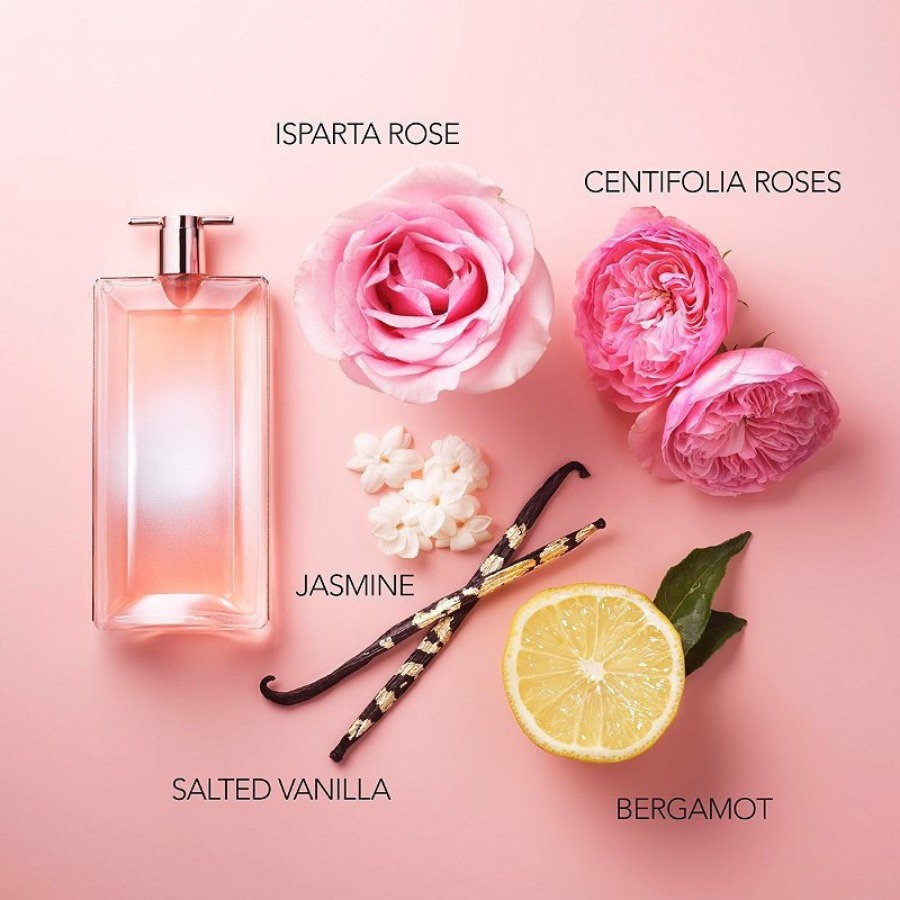 ISPARTA ROSE
CENTIFOLIA ROSES
JASMINE
SALTED VANILLA
BERGAMOT